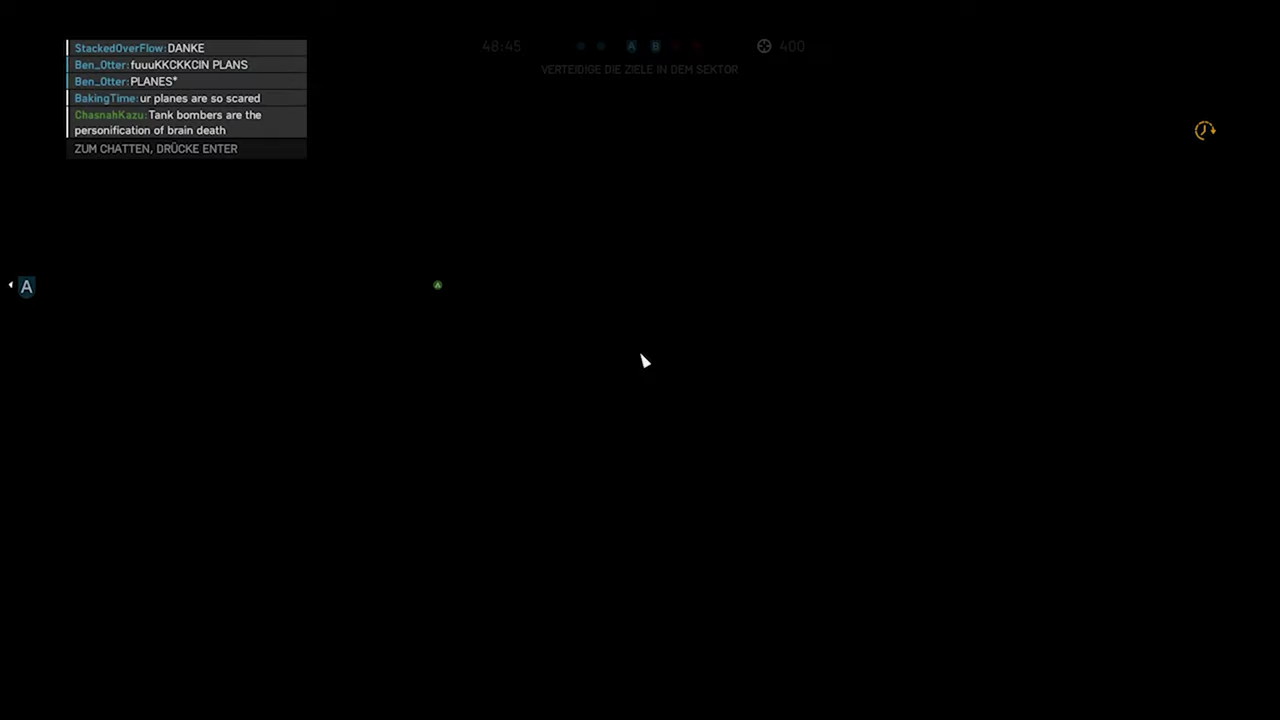 StackedOverFlow: DANKE
Ben_Otter: fuuuKKCKKCIN PLANS
Ben_Otter: PLANES*
BakingTime: ur planes are so scared
ChasnahKazu: Tank bombers are the
personification of brain death
ZUM CHATTEN, DRÜCKE ENTER
48:45
A B
400
VERTEIDIGE DIE ZIELE IN DEM SEKTOR
A